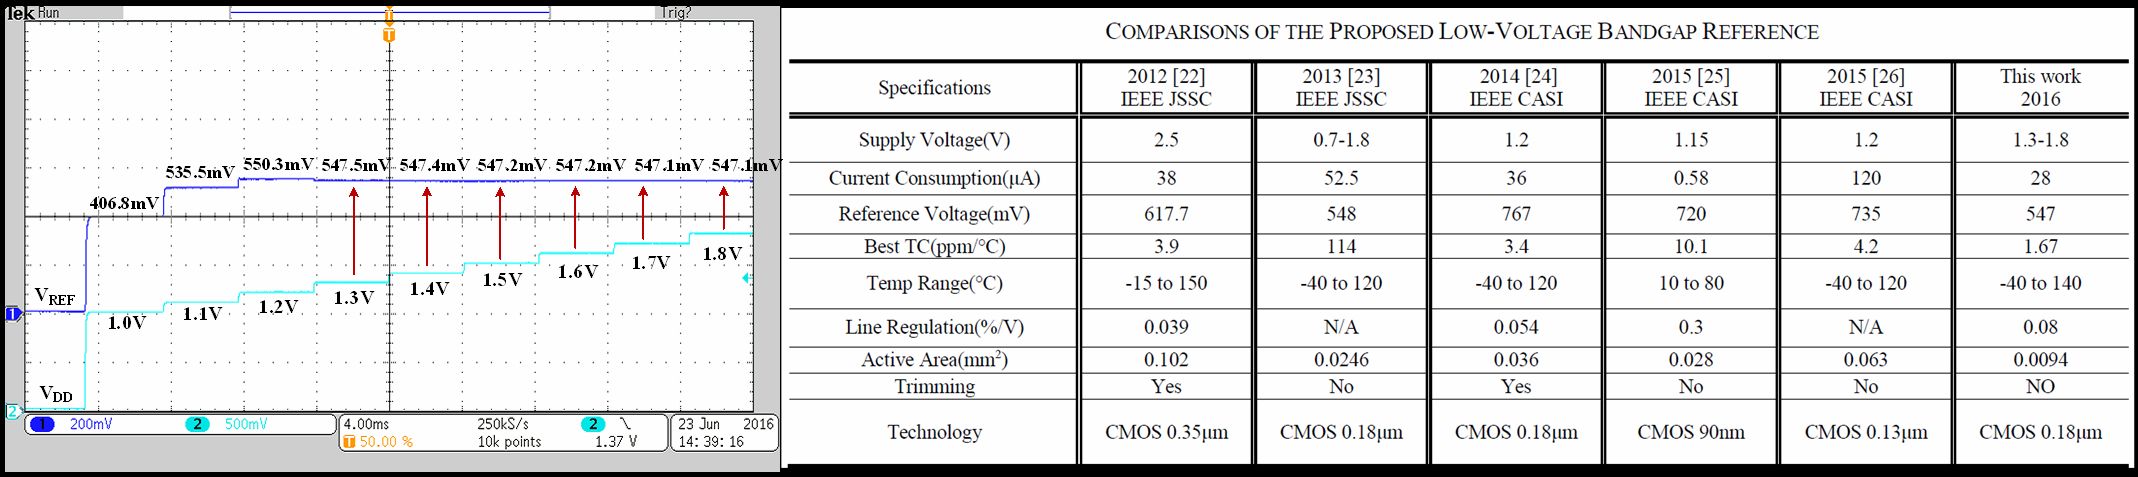 Tek Run Trig?
T
T
535.5mV 550.3mV 547.5mV 547.4mV 547.2mV 547.2mV 547.1mV 547.1mV
406.8mV
1.8V
1.7V
1.6V
1.5V
1.4V
1.3V
1.2V
1.1V
1.0V
VREF
1
VDD
2
1 200mV 2 500mV
4.00ms 250kS/s 2
T 50.00 % 10k points 1.37 V
23 Jun 2016
14:39:16
COMPARISONS OF THE PROPOSED LOW-VOLTAGE BANDGAP REFERENCE
Specifications 2012 [22] IEEE JSSC 2013 [23] IEEE JSSC 2014 [24] IEEE CASI 2015 [25] IEEE CASI 2015 [26] IEEE CASI This work 2016
Supply Voltage(V) 2.5 0.7-1.8 1.2 1.15 1.2 1.3-1.8
Current Consumption(μA) 38 52.5 36 0.58 120 28
Reference Voltage(mV) 617.7 548 767 720 735 547
Best TC(ppm/°C) 3.9 114 3.4 10.1 4.2 1.67
Temp Range(°C) -15 to 150 -40 to 120 -40 to 120 10 to 80 -40 to 120 -40 to 140
Line Regulation(%/V) 0.039 N/A 0.054 0.3 N/A 0.08
Active Area(mm²) 0.102 0.0246 0.036 0.028 0.063 0.0094
Trimming Yes No Yes No No NO
Technology CMOS 0.35μm CMOS 0.18μm CMOS 0.18μm CMOS 90nm CMOS 0.13μm CMOS 0.18μm